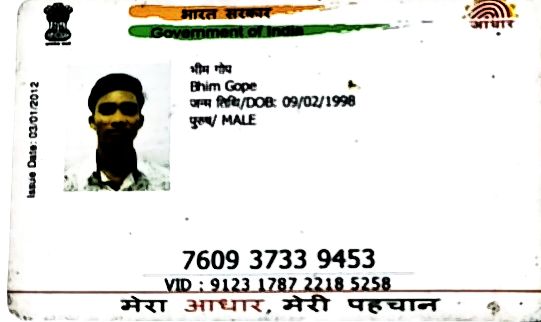 भारत सरकार
Government of India
आधार
Issue Date: 03/01/2012
भीम गोप
Bhim Gope
जन्म तिथि/DOB: 09/02/1998
पुरुष/ MALE
7609 3733 9453
VID : 9123 1787 2218 5258
मेरा आधार, मेरी पहचान